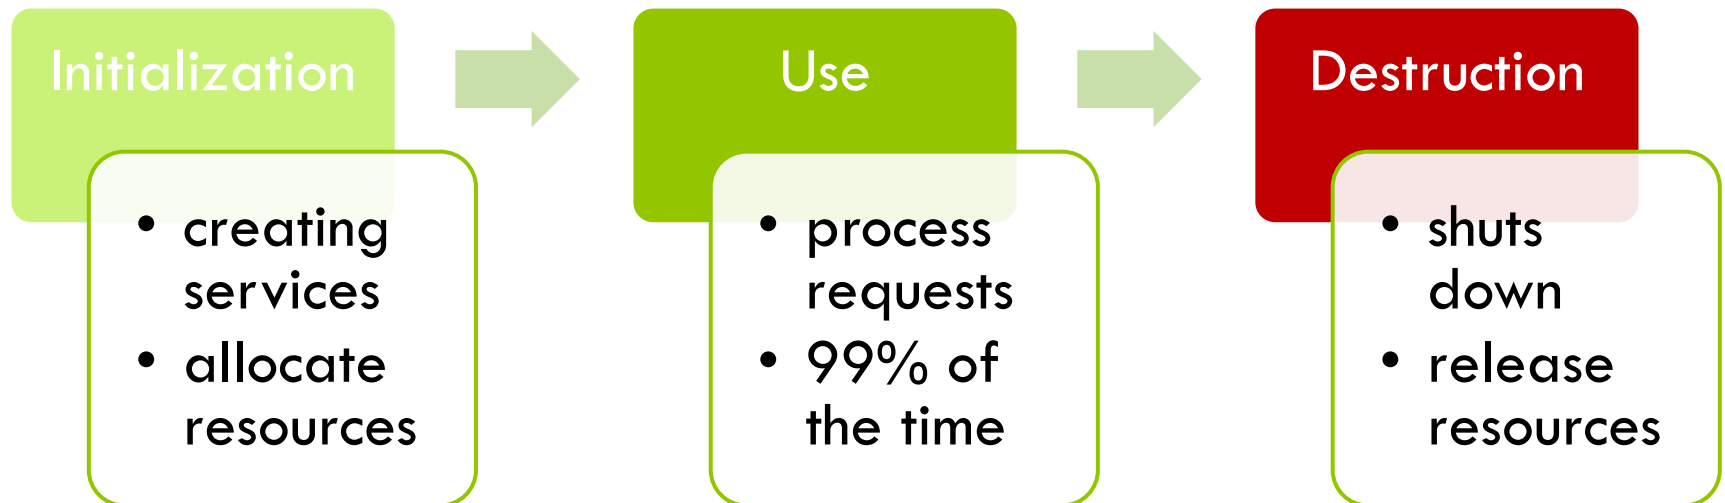 Initialization
• creating
services
• allocate
resources
Use
• process
requests
• 99% of
the time
Destruction
• shuts
down
• release
resources